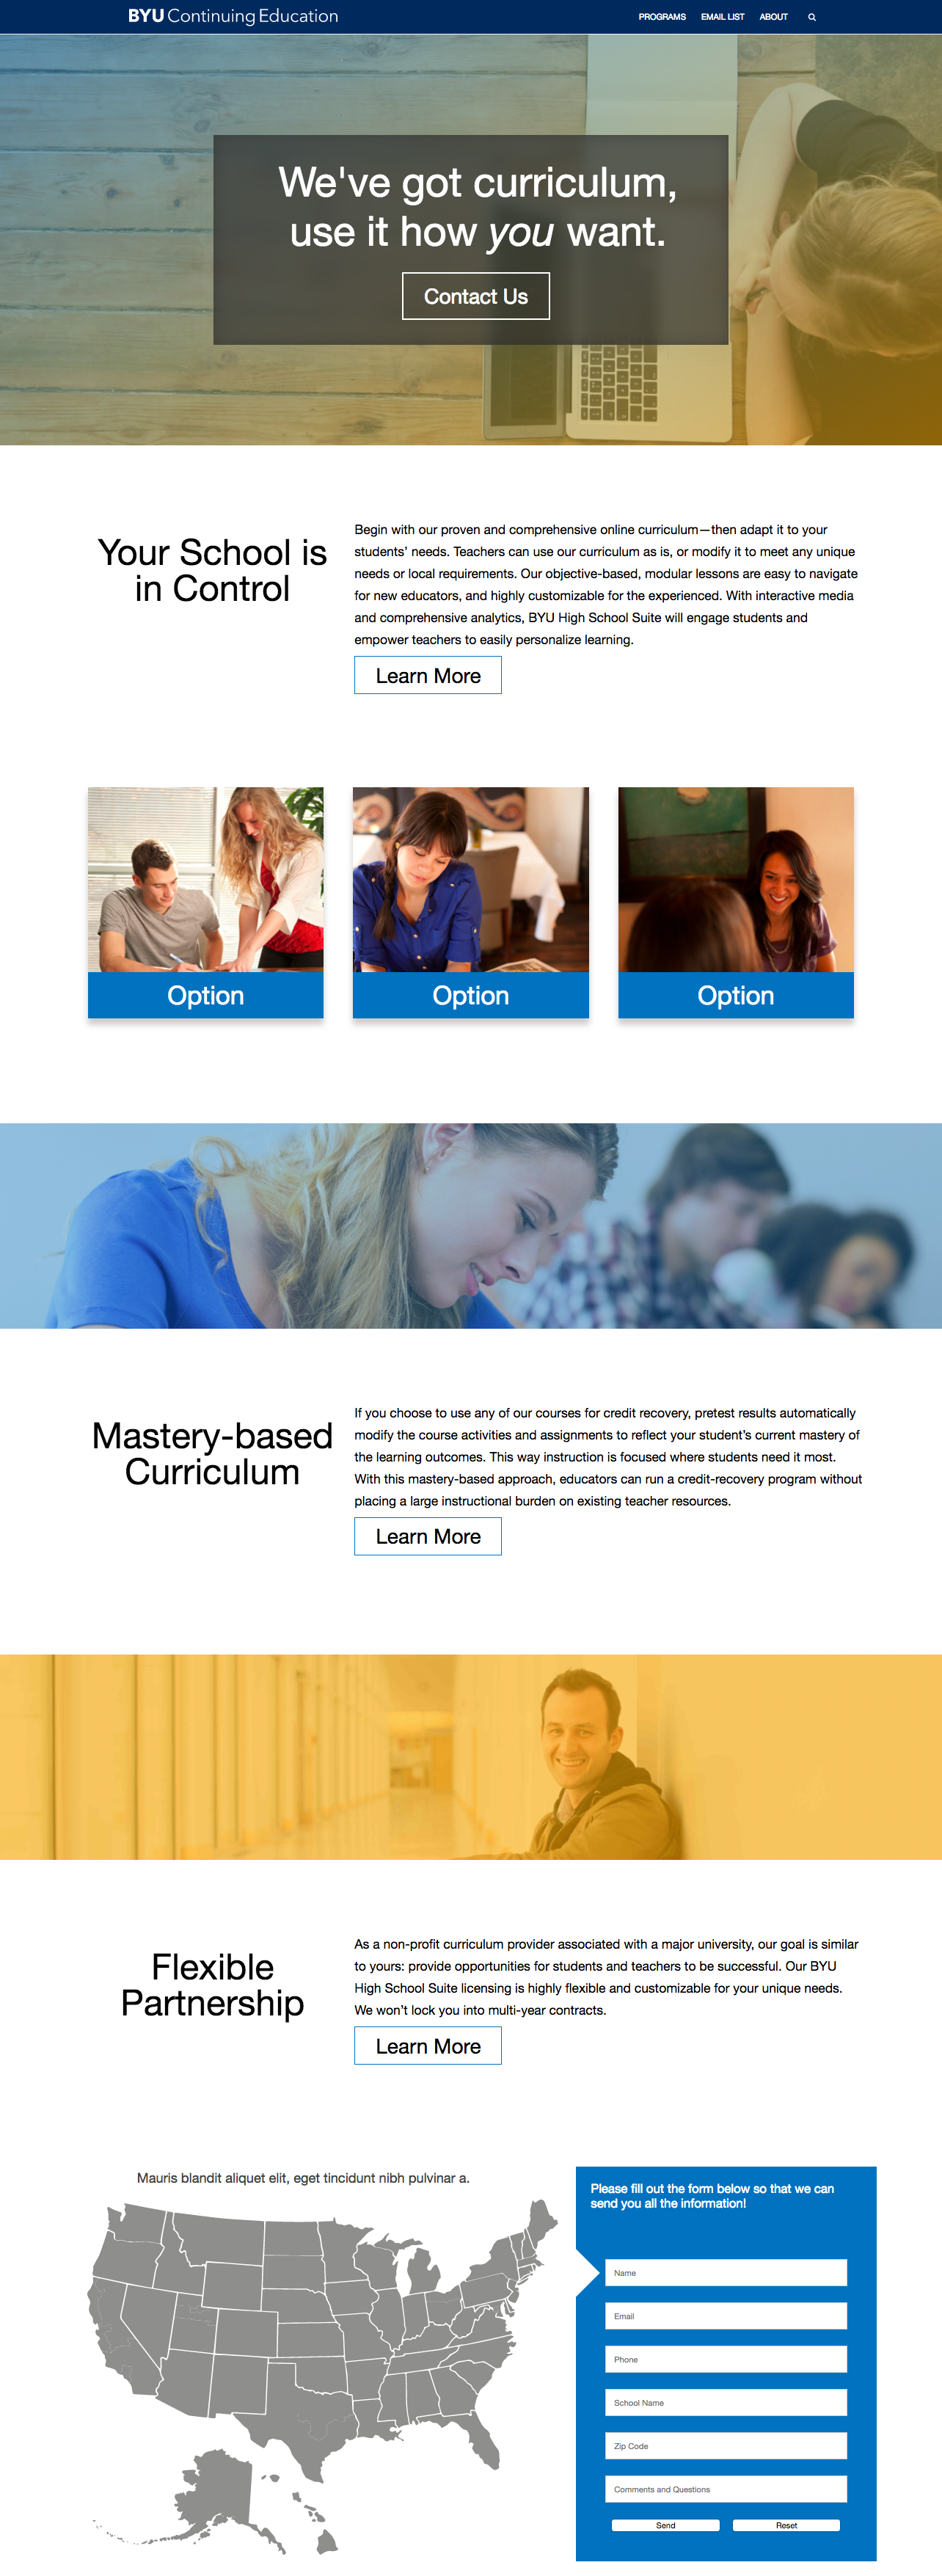 BYU Continuing Education
PROGRAMS EMAIL LIST ABOUT
We've got curriculum,
use it how you want.
Contact Us
Your School is
in Control
Begin with our proven and comprehensive online curriculum—then adapt it to your
students’ needs. Teachers can use our curriculum as is, or modify it to meet any unique
needs or local requirements. Our objective-based, modular lessons are easy to navigate
for new educators, and highly customizable for the experienced. With interactive media
and comprehensive analytics, BYU High School Suite will engage students and
empower teachers to easily personalize learning.
Learn More
Option
Option
Option
Mastery-based
Curriculum
If you choose to use any of our courses for credit recovery, pretest results automatically
modify the course activities and assignments to reflect your student’s current mastery of
the learning outcomes. This way instruction is focused where students need it most.
With this mastery-based approach, educators can run a credit-recovery program without
placing a large instructional burden on existing teacher resources.
Learn More
Flexible
Partnership
As a non-profit curriculum provider associated with a major university, our goal is similar
to yours: provide opportunities for students and teachers to be successful. Our BYU
High School Suite licensing is highly flexible and customizable for your unique needs.
We won’t lock you into multi-year contracts.
Learn More
Mauris blandit aliquet elit, eget tincidunt nibh pulvinar a.
Please fill out the form below so that we can
send you all the information!
Name
Email
Phone
School Name
Zip Code
Comments and Questions
Send Reset